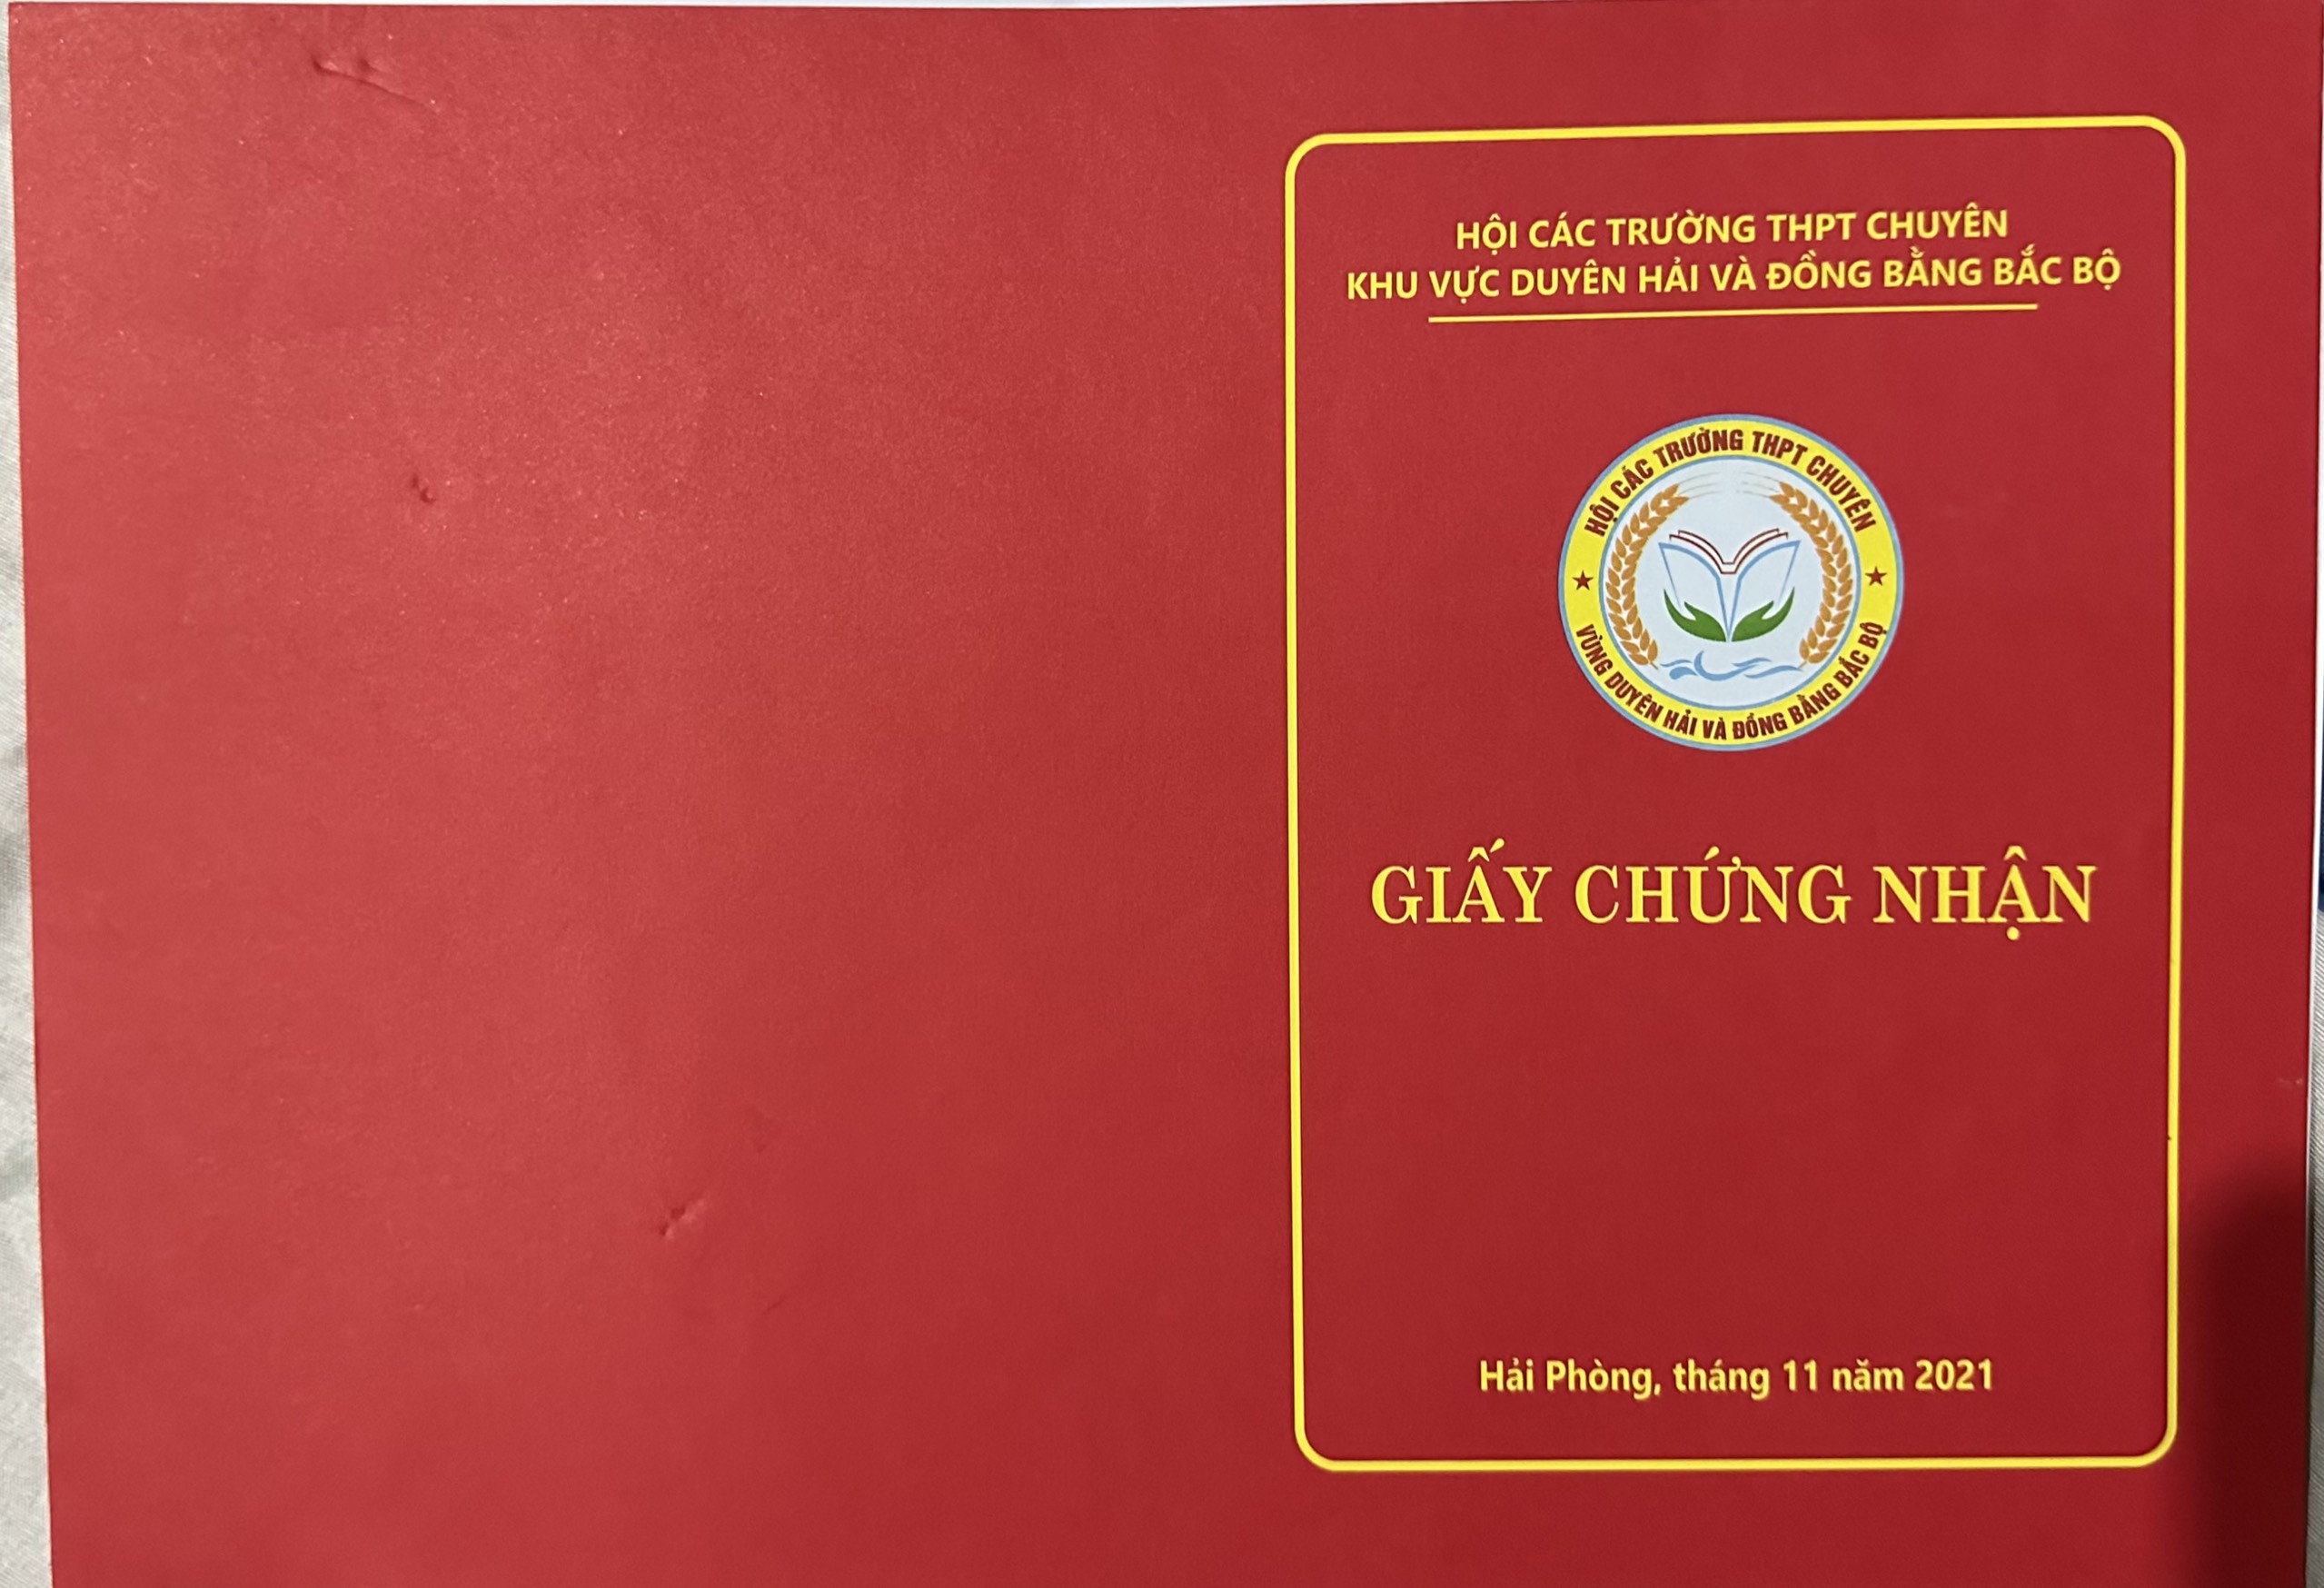 HỘI CÁC TRƯỜNG THPT CHUYÊN
KHU VỰC DUYÊN HẢI VÀ ĐỒNG BẰNG BẮC BỘ
HỘI CÁC TRƯỜNG THPT CHUYÊN
VÙNG DUYÊN HẢI VÀ ĐỒNG BẰNG BẮC BỘ
GIẤY CHỨNG NHẬN
Hải Phòng, tháng 11 năm 2021